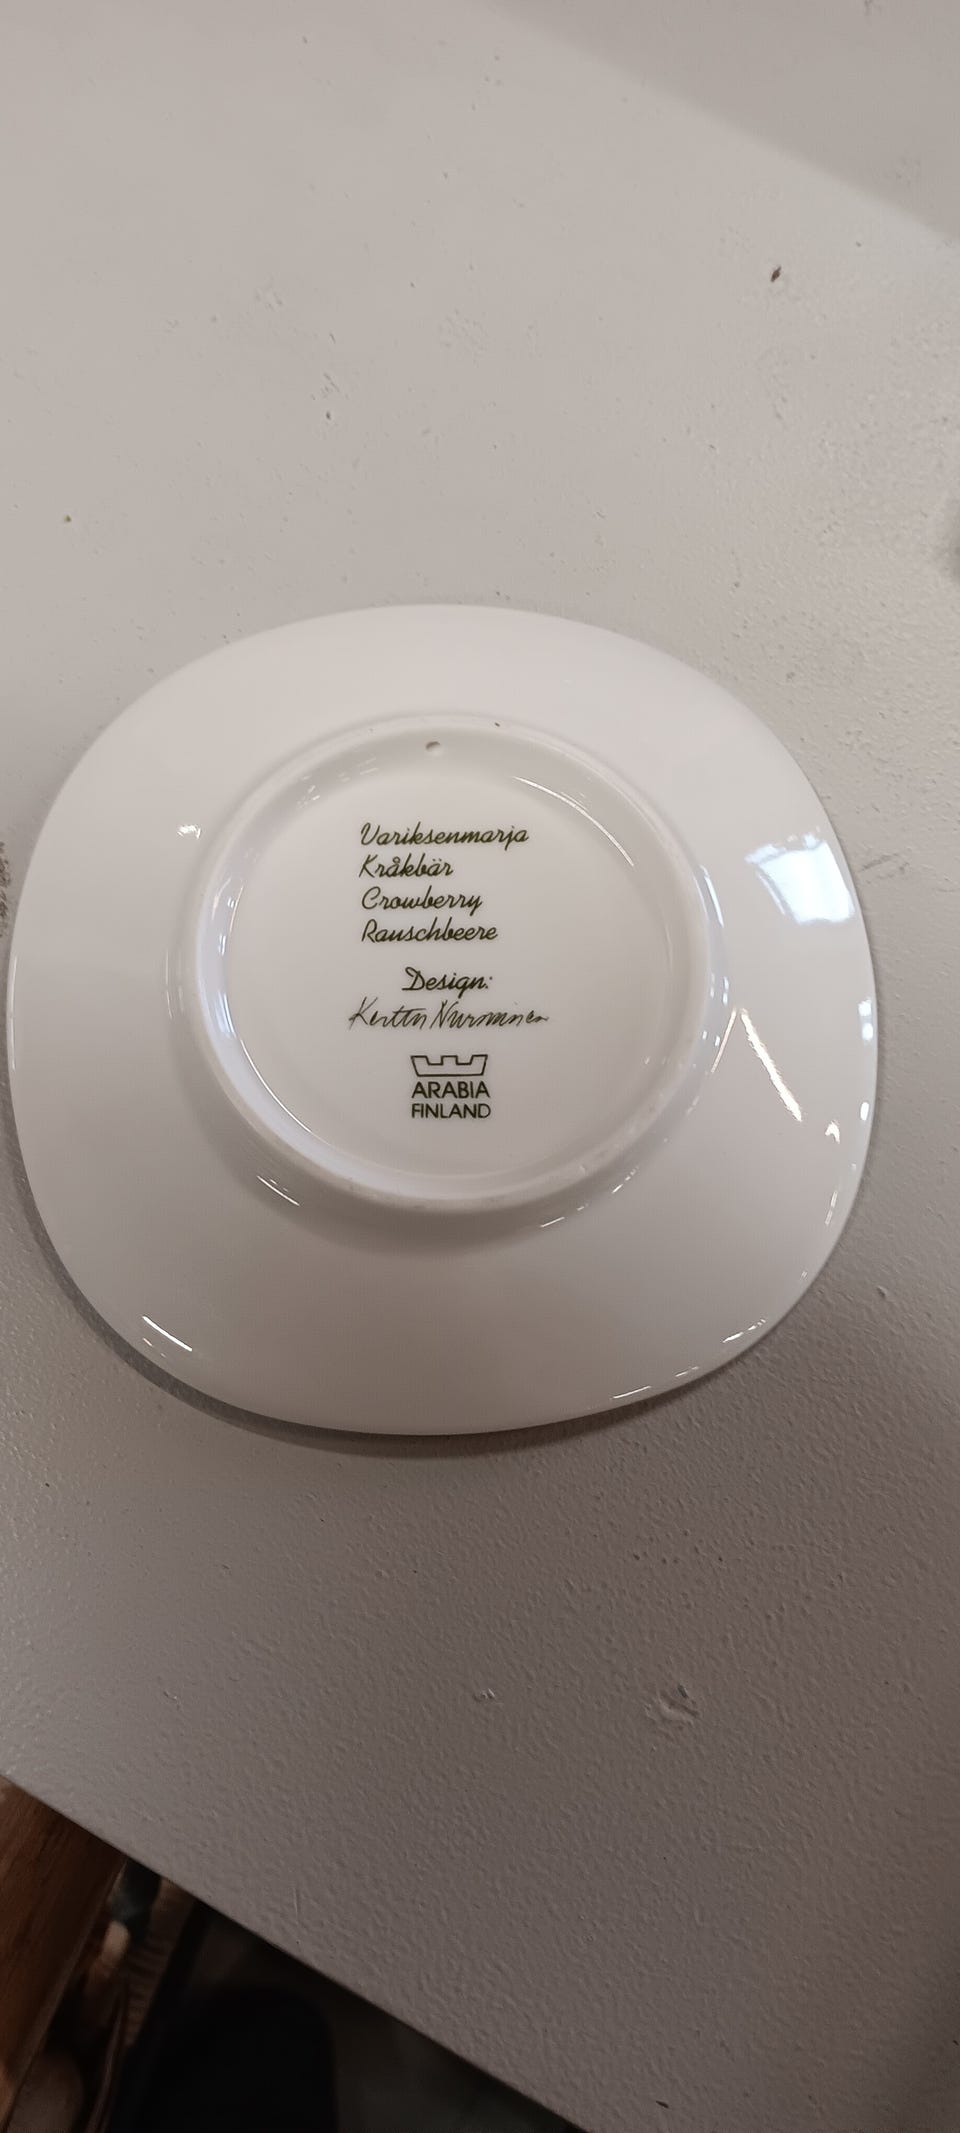 Variksenmarja
Kråkbär
Crowberry
Rauschbeere
Design:
Kerttu Nurminen
ARABIA
FINLAND